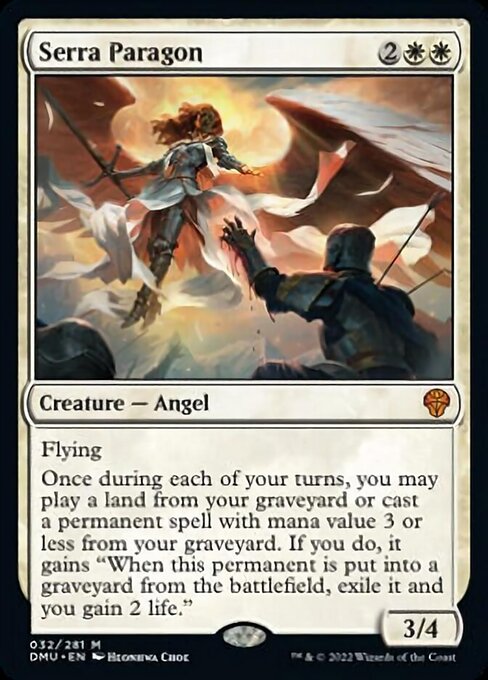 Serra Paragon 2
Creature — Angel
Flying
Once during each of your turns, you may
play a land from your graveyard or cast
a permanent spell with mana value 3 or
less from your graveyard. If you do, it
gains “When this permanent is put into a
graveyard from the battlefield, exile it and
you gain 2 life.”
3/4
032/281 M
DMU • EN Heonhwa Choe
™ & © 2022 Wizards of the Coast